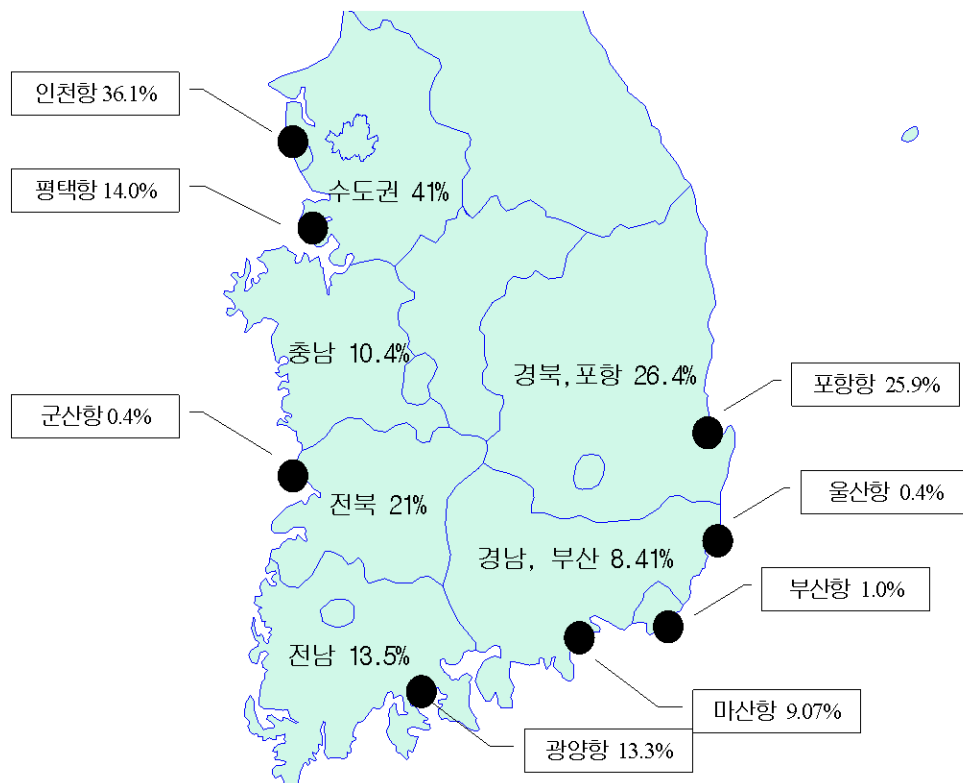 인천항 36.1%
평택항 14.0%
수도권 41%
충남 10.4%
경북,포항 26.4%
포항항 25.9%
군산항 0.4%
울산항 0.4%
전북 21%
경남, 부산 8.41%
부산항 1.0%
전남 13.5%
마산항 9.07%
광양항 13.3%